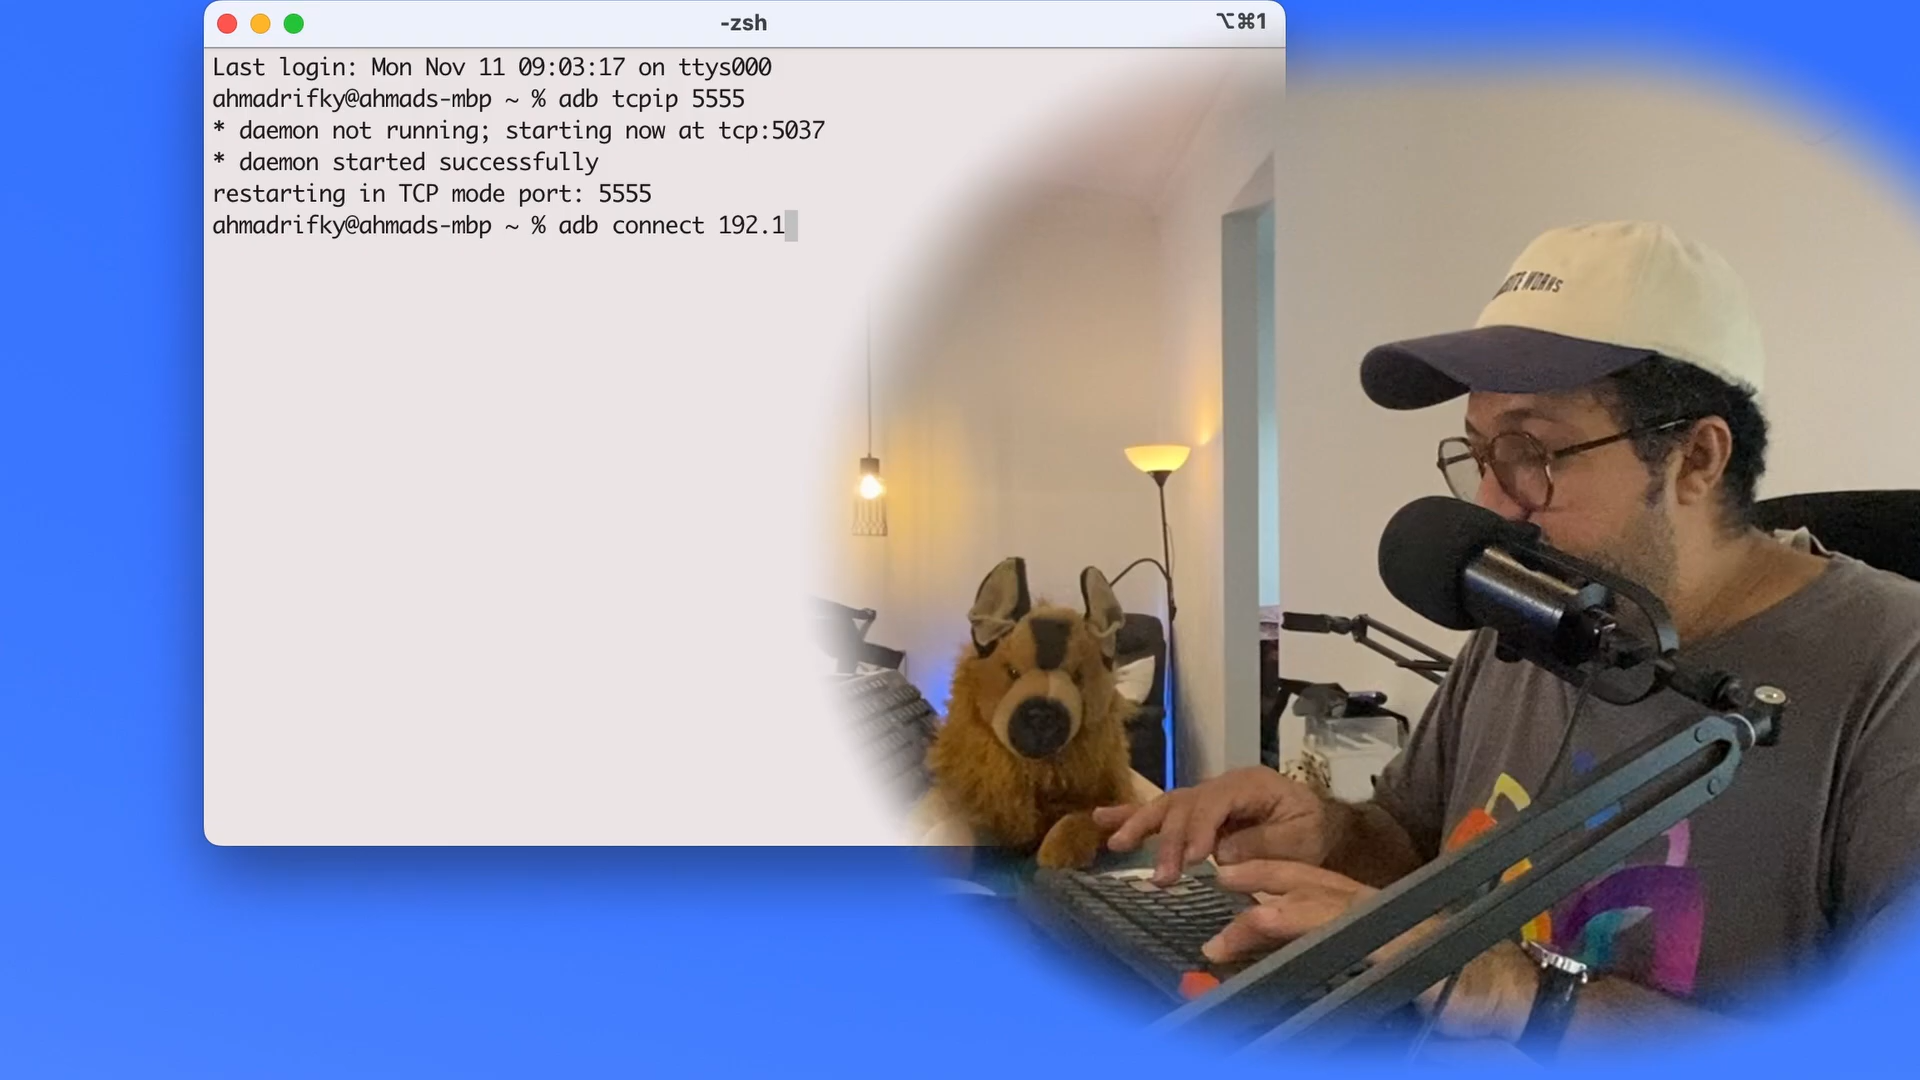 -zsh
⌥⌘1
Last login: Mon Nov 11 09:03:17 on ttys000
ahmadrifky@ahmads-mbp ~ % adb tcpip 5555
* daemon not running; starting now at tcp:5037
* daemon started successfully
restarting in TCP mode port: 5555
ahmadrifky@ahmads-mbp ~ % adb connect 192.1
WORKS